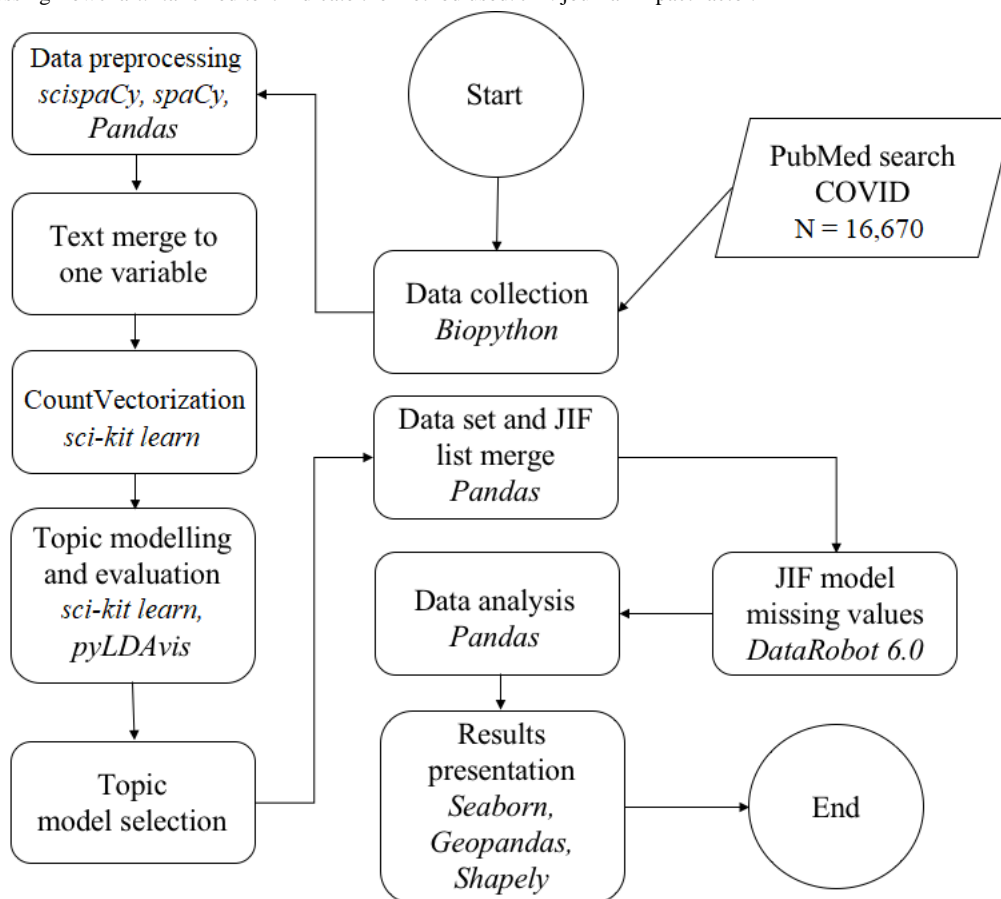 Start
PubMed search
COVID
N = 16,670
Data collection
Biopython
Data preprocessing
scispaCy, spaCy,
Pandas
Text merge to
one variable
CountVectorization
sci-kit learn
Topic modelling
and evaluation
sci-kit learn,
pyLDAvis
Topic
model selection
Data set and JIF
list merge
Pandas
JIF model
missing values
DataRobot 6.0
Data analysis
Pandas
Results
presentation
Seaborn,
Geopandas,
Shapely
End